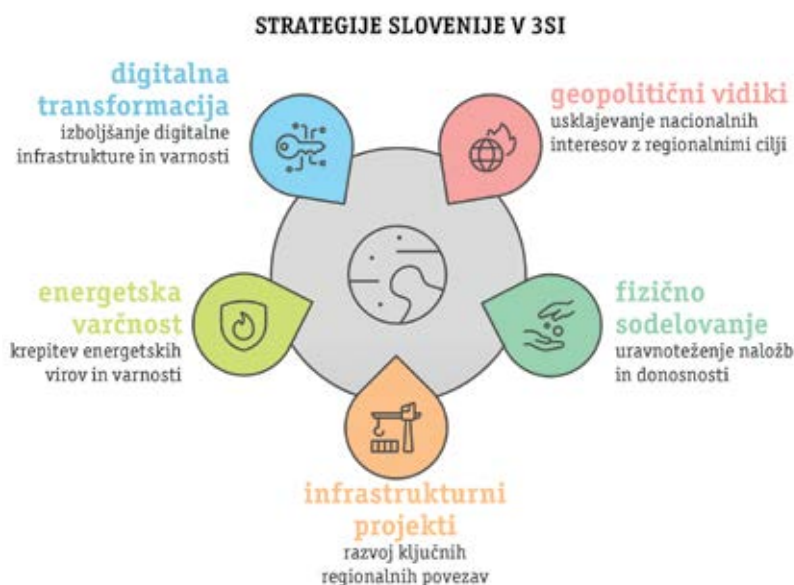 STRATEGIJE SLOVENIJE V 3SI
digitalna
transformacija
izboljšanje digitalne
infrastrukture in varnosti
geopolitični vidiki
usklajevanje nacionalnih
interesov z regionalnimi cilji
energetska
varčnost
krepitev energetskih
virov in varnosti
fizično
sodelovanje
uravnoteženje naložb
in donosnosti
infrastrukturni
projekti
razvoj ključnih
regionalnih povezav